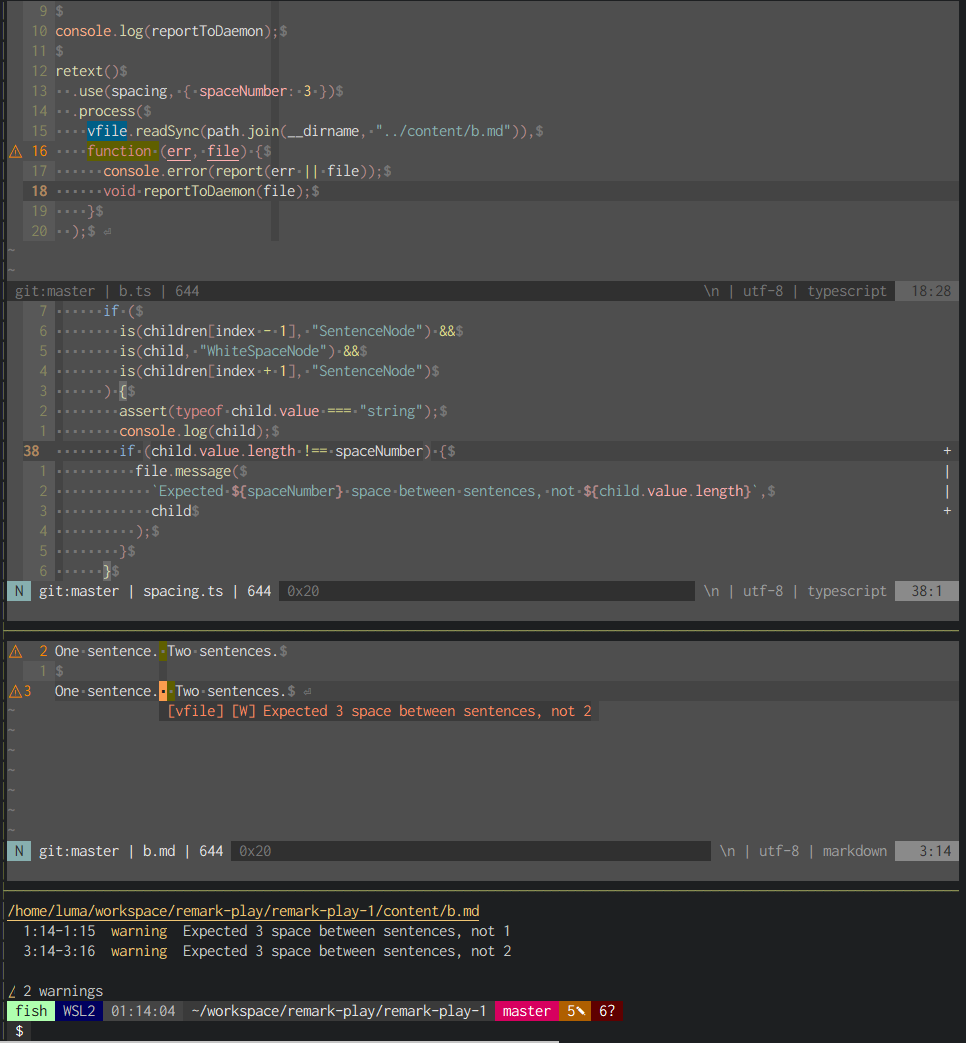 9 $
10 console.log(reportToDaemon);$
11 $
12 retext()$
13 ··.use(spacing,·{·spaceNumber:·3·})$
14 ··.process($
15 ····vfile.readSync(path.join(__dirname,·"../content/b.md")),$
⚠ 16 ····function·(err,·file)·{$
17 ······console.error(report(err·||·file));$
18 ······void·reportToDaemon(file);$
19 ····}$
20 ··);$ ⏎
~
~
git:master | b.ts | 644 \n | utf-8 | typescript 18:28
7 ······if·($
6 ········is(children[index·-·1],·"SentenceNode")·&&$
5 ········is(child,·"WhiteSpaceNode")·&&$
4 ········is(children[index·+·1],·"SentenceNode")$
3 ······)·{$
2 ········assert(typeof·child.value·===·"string");$
1 ········console.log(child);$
38 ········if·(child.value.length·!==·spaceNumber)·{$ +
1 ··········file.message($ |
2 ············`Expected·${spaceNumber}·space·between·sentences,·not·${child.value.length}`,$ |
3 ············child$ +
4 ··········);$
5 ········}$
6 ······}$
N git:master | spacing.ts | 644 0x20 \n | utf-8 | typescript 38:1
⚠ 2 One·sentence.·Two·sentences.$
1 $
⚠3 One·sentence.··Two·sentences.$ ⏎
~ [vfile] [W] Expected 3 space between sentences, not 2
~
~
~
~
~
~
N git:master | b.md | 644 0x20 \n | utf-8 | markdown 3:14
/home/luma/workspace/remark-play/remark-play-1/content/b.md
1:14-1:15 warning Expected 3 space between sentences, not 1
3:14-3:16 warning Expected 3 space between sentences, not 2
⚠ 2 warnings
fish WSL2 01:14:04 ~/workspace/remark-play/remark-play-1 master 5✎ 6?
$